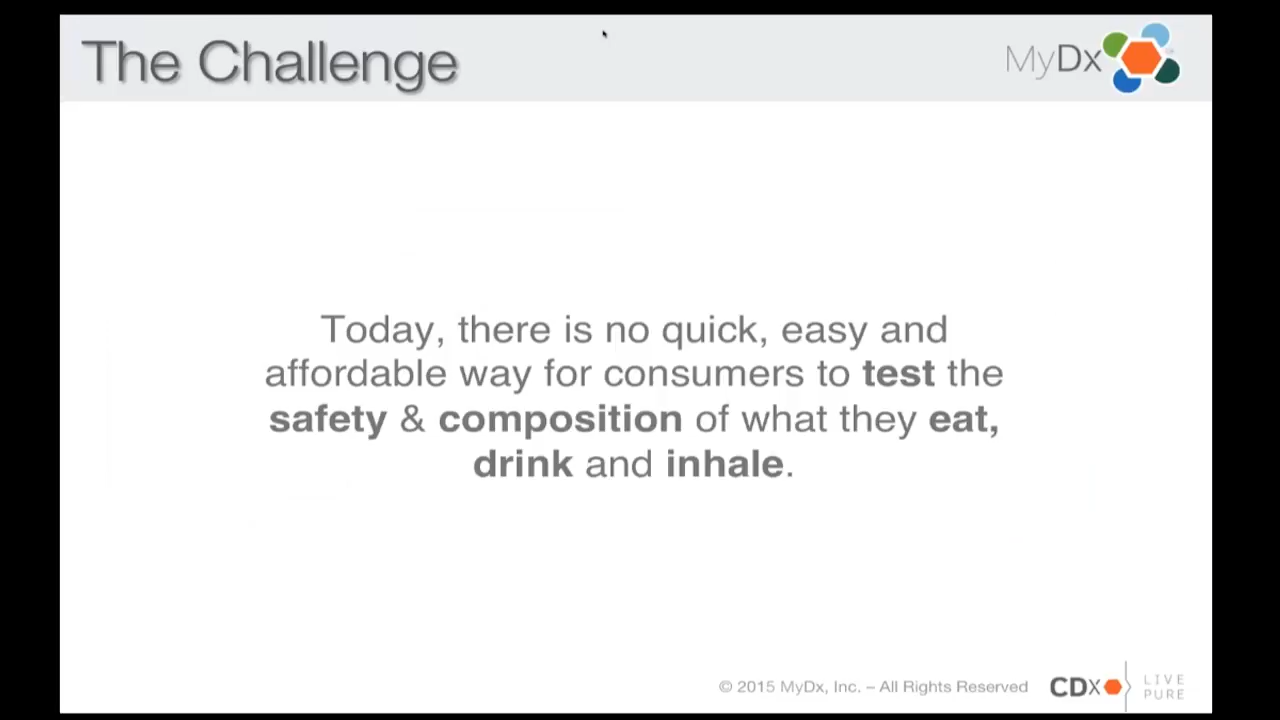 The Challenge
MyDx
Today, there is no quick, easy and
affordable way for consumers to test the
safety & composition of what they eat,
drink and inhale.
© 2015 MyDx, Inc. – All Rights Reserved
CDx
LIVE
PURE